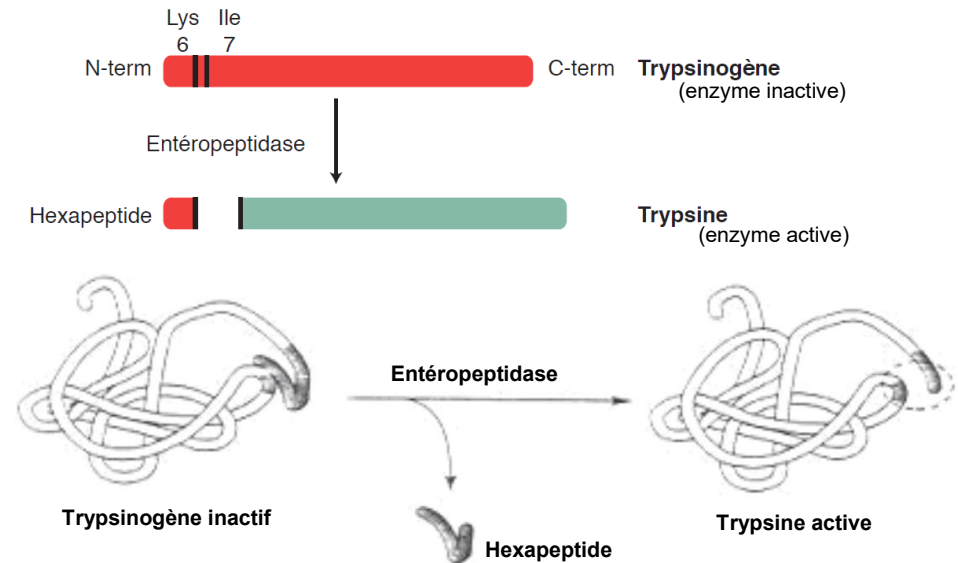 Lys Ile
6 7
N-term C-term Trypsinogène
(enzyme inactive)
Entéropeptidase
Hexapeptide Trypsine
(enzyme active)
Entéropeptidase
Trypsinogène inactif
Trypsine active
Hexapeptide